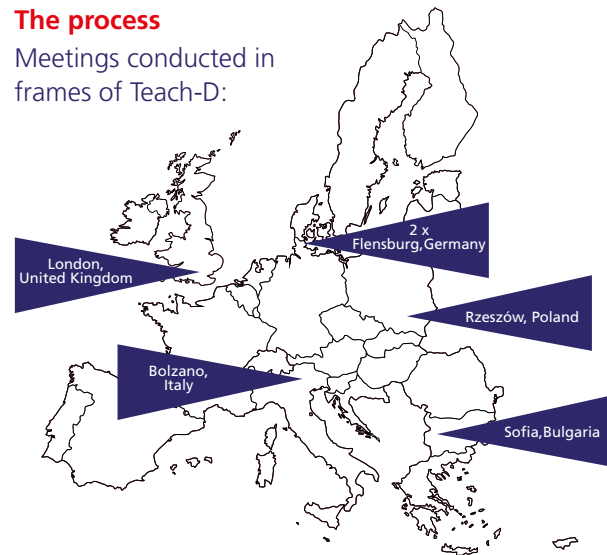 The process
Meetings conducted in
frames of Teach-D:
2 x
Flensburg,Germany
London,
United Kingdom
Rzeszów, Poland
Bolzano,
Italy
Sofia,Bulgaria